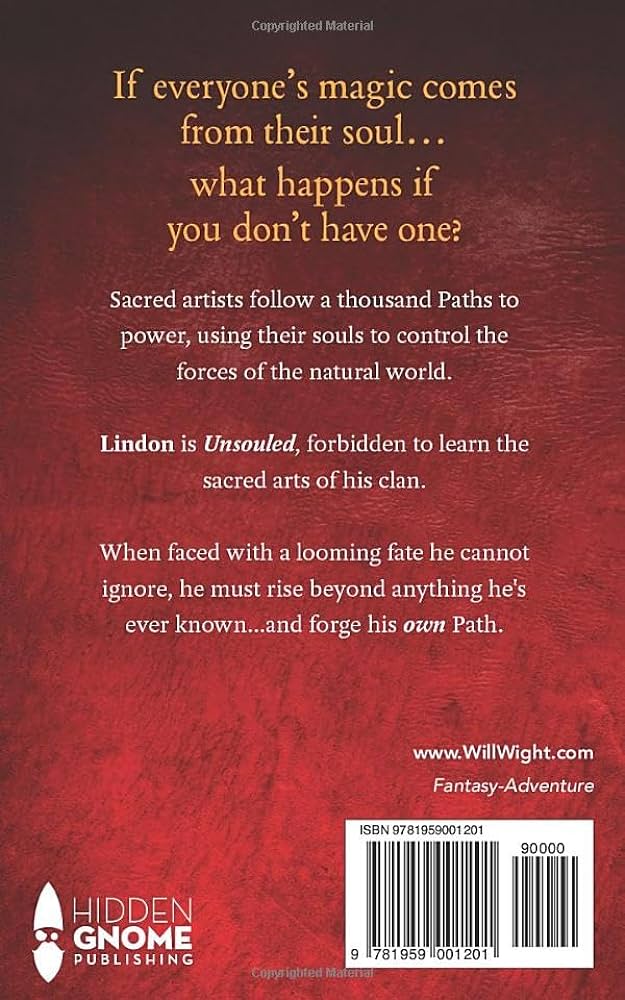 Copyrighted Material
If everyone’s magic comes
from their soul…
what happens if
you don’t have one?
Sacred artists follow a thousand Paths to
power, using their souls to control the
forces of the natural world.
Lindon is Unsouled, forbidden to learn the
sacred arts of his clan.
When faced with a looming fate he cannot
ignore, he must rise beyond anything he's
ever known...and forge his own Path.
www.WillWight.com
Fantasy-Adventure
ISBN 9781959001201
90000
9 781959 001201
HIDDEN
GNOME
PUBLISHING
Copyrighted Material